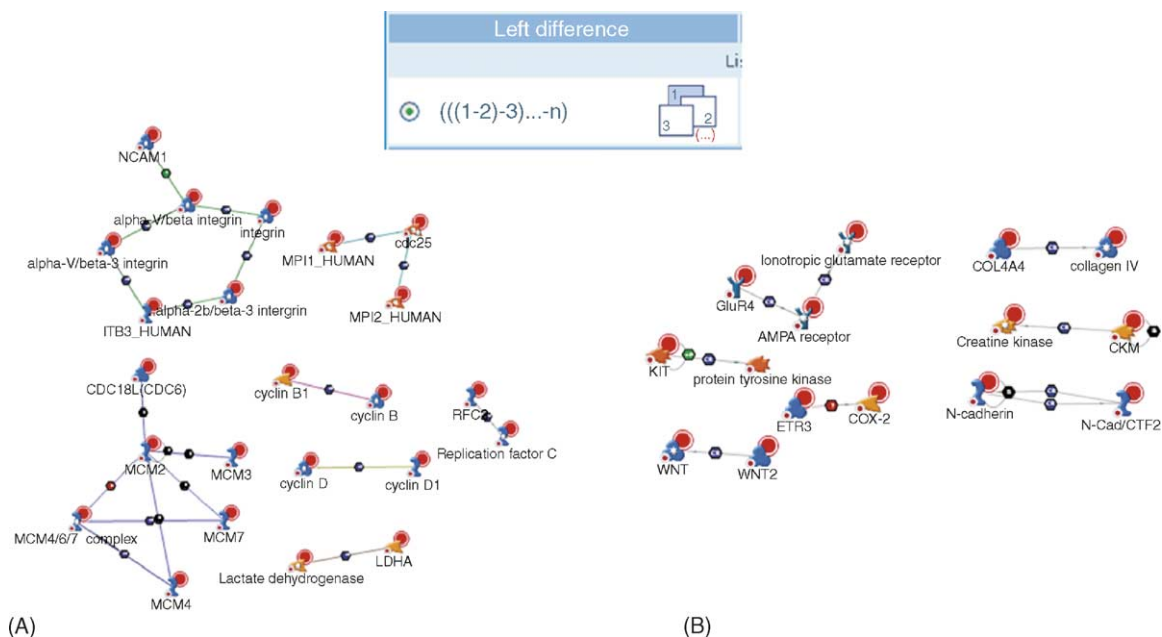 Left difference
Lis
(((1-2)-3)...-n)
1
2
3
(...)
NCAM1
alpha-V/beta integrin
integrin
alpha-V/beta-3 integrin
alpha-2b/beta-3 intergrin
ITB3_HUMAN
cdc25
MPI1_HUMAN
MPI2_HUMAN
CDC18L(CDC6)
cyclin B1
cyclin B
RFC2
Replication factor C
MCM2
MCM3
cyclin D
cyclin D1
MCM4/6/7 complex
MCM7
LDHA
Lactate dehydrogenase
MCM4
(A)
Ionotropic glutamate receptor
GluR4
AMPA receptor
COL4A4
collagen IV
KIT
protein tyrosine kinase
Creatine kinase
CKM
ETR3
COX-2
N-cadherin
N-Cad/CTF2
WNT
WNT2
(B)